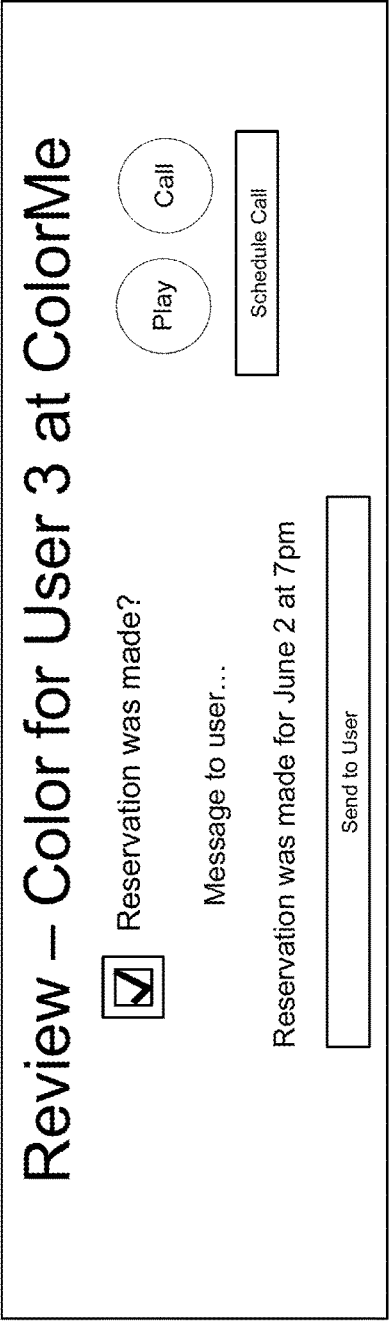 Review – Color for User 3 at ColorMe
Reservation was made?
Play
Call
Message to user...
Schedule Call
Reservation was made for June 2 at 7pm
Send to User